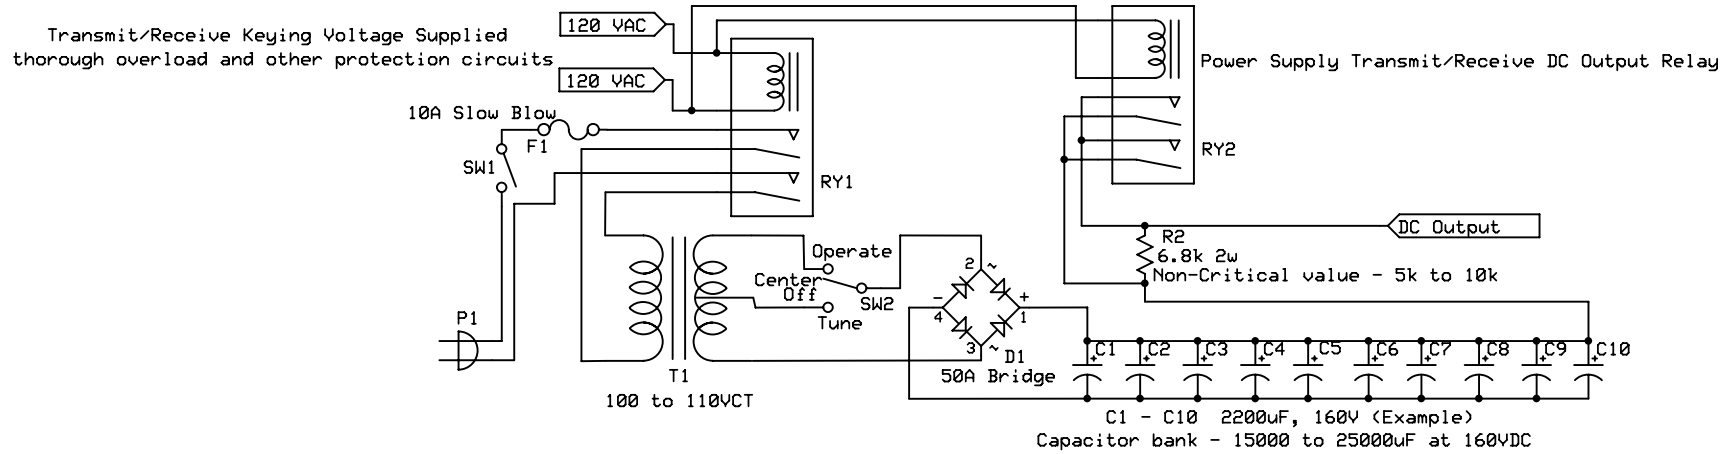 Transmit/Receive Keying Voltage Supplied
thorough overload and other protection circuits
120 VAC
120 VAC
Power Supply Transmit/Receive DC Output Relay
10A Slow Blow
F1
SW1
RY1
RY2
DC Output
R2
6.8k 2w
Non-Critical value - 5k to 10k
Operate
Center
Off
SW2
Tune
2
~
-
+
4
1
3
~
D1
50A Bridge
P1
T1
100 to 110VCT
+C1
+C2
+C3
+C4
+C5
+C6
+C7
+C8
+C9
+C10
C1 - C10 2200uF, 160V (Example)
Capacitor bank - 15000 to 25000uF at 160VDC